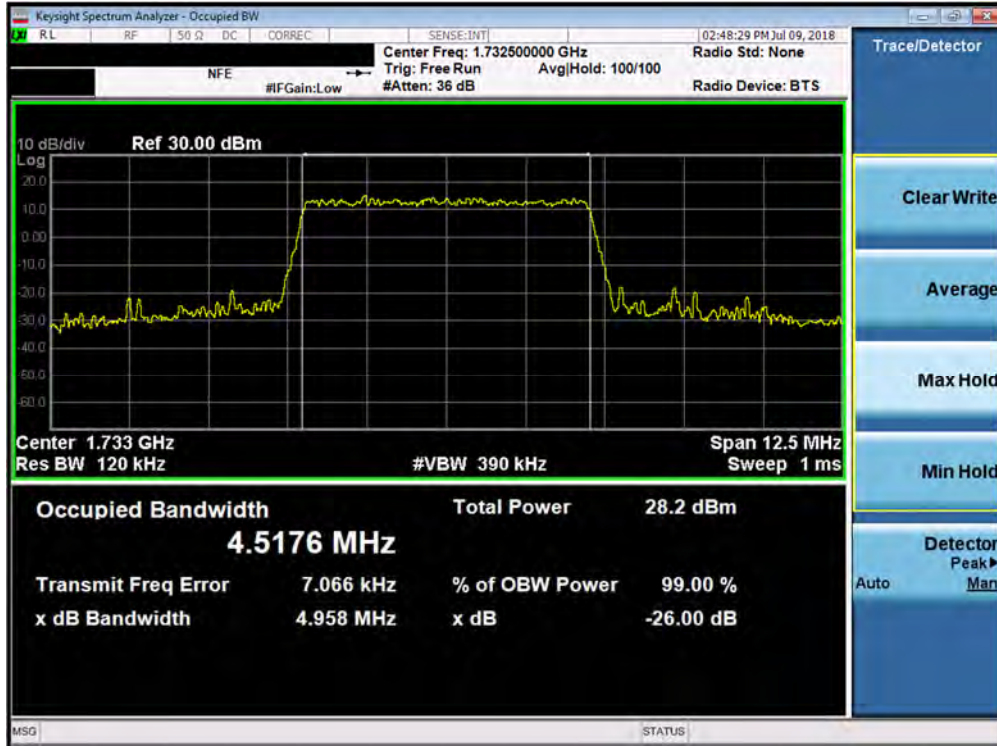 Keysight Spectrum Analyzer - Occupied BW
LXI RL RF 50 Ω DC CORREC SENSE:INT 02:48:29 PM Jul 09, 2018
Center Freq: 1.732500000 GHz Radio Std: None
NFE Trig: Free Run Avg|Hold: 100/100
#IFGain:Low #Atten: 36 dB Radio Device: BTS
Trace/Detector
10 dB/div Ref 30.00 dBm
Log
20.0
10.0
0.00
-10.0
-20.0
-30.0
-40.0
-50.0
-60.0
Center 1.733 GHz Span 12.5 MHz
Res BW 120 kHz #VBW 390 kHz Sweep 1 ms
Occupied Bandwidth Total Power 28.2 dBm
4.5176 MHz
Transmit Freq Error 7.066 kHz % of OBW Power 99.00 %
x dB Bandwidth 4.958 MHz x dB -26.00 dB
Clear Write
Average
Max Hold
Min Hold
Detector
Peak▶
Auto Man
MSG STATUS